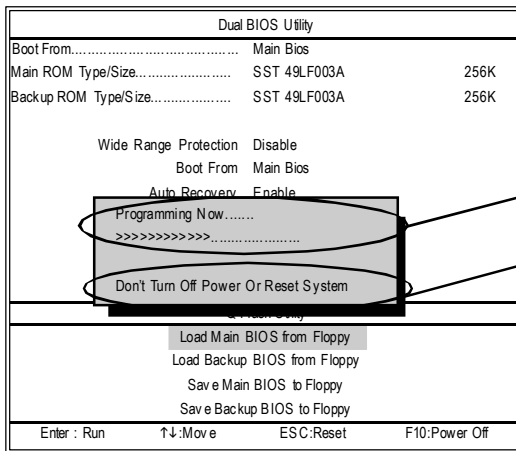 Dual BIOS Utility
Boot From....................................... Main Bios
Main ROM Type/Size....................... SST 49LF003A 256K
Backup ROM Type/Size................... SST 49LF003A 256K
Wide Range Protection Disable
Boot From Main Bios
Auto Recovery Enable
Programming Now.......
>>>>>>>>>>>>......................
Don't Turn Off Power Or Reset System
Load Main BIOS from Floppy
Load Backup BIOS from Floppy
Save Main BIOS to Floppy
Save Backup BIOS to Floppy
Enter : Run ↑↓:Move ESC:Reset F10:Power Off